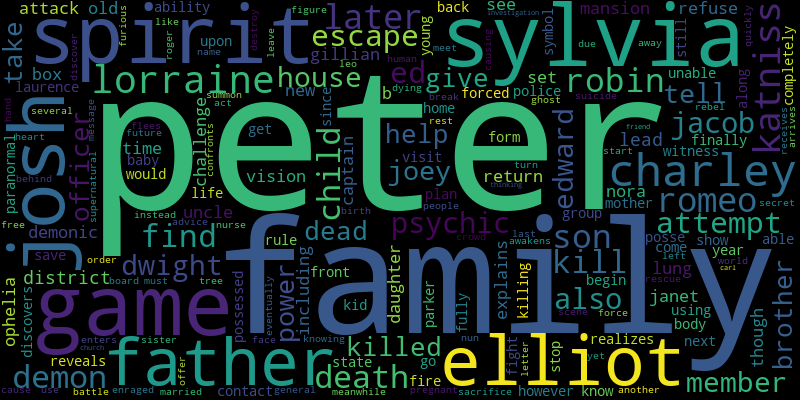 peter
family
spirit
sylvia
game
father
elliot
josh
charley
escape
later
lorraine
house
ed
give
robin
katniss
tell
jacob
romeo
attempt
psychic
son
kill
also
edward
joey
help
child
find
dead
dwight
power
killed
death
demon
member
brother
officer
district
take
attack
old
box
laurence
several
paranormal
time
baby
would
demonic
uncle
save
life
vision
challenge
new
get
since
captain
home
visit
form
return
lead
nora
mother
group
set
police
forced
b
gillian
young
back
see
refuse
mansion
unable
still
symbol
ability
upon
name
like
roger
leave
figure
furious
discover
destroy
investigation
meet
human
leo
dying
causing
due
away
quickly
along
completely
finally
witness
arrives
receives
rebel
suicide
ghost
break
rest
turn
friend
start
secret
plan
people
birth
crowd
thinking
last
awakens
explains
including
daughter
rule
front
kid
parker
possessed
knowing
fully
go
state
fire
contact
general
meanwhile
pregnant
however
sacrifice
letter
nun
fight
killing
stop
realizes
know
another
yet
scene
force
begin
janet
lung
posse
come
left
show
year
able
using
body
next
world
carl
rescue
though
ophelia
discovers
reveals
cause
use
battle
enters
church
order
sister
enraged
married
offer
face
eventually
tree
board
must
instead
advice
nurse
future
flees
act
summon
confronts
message
supernatural
heart
hand
free
behind